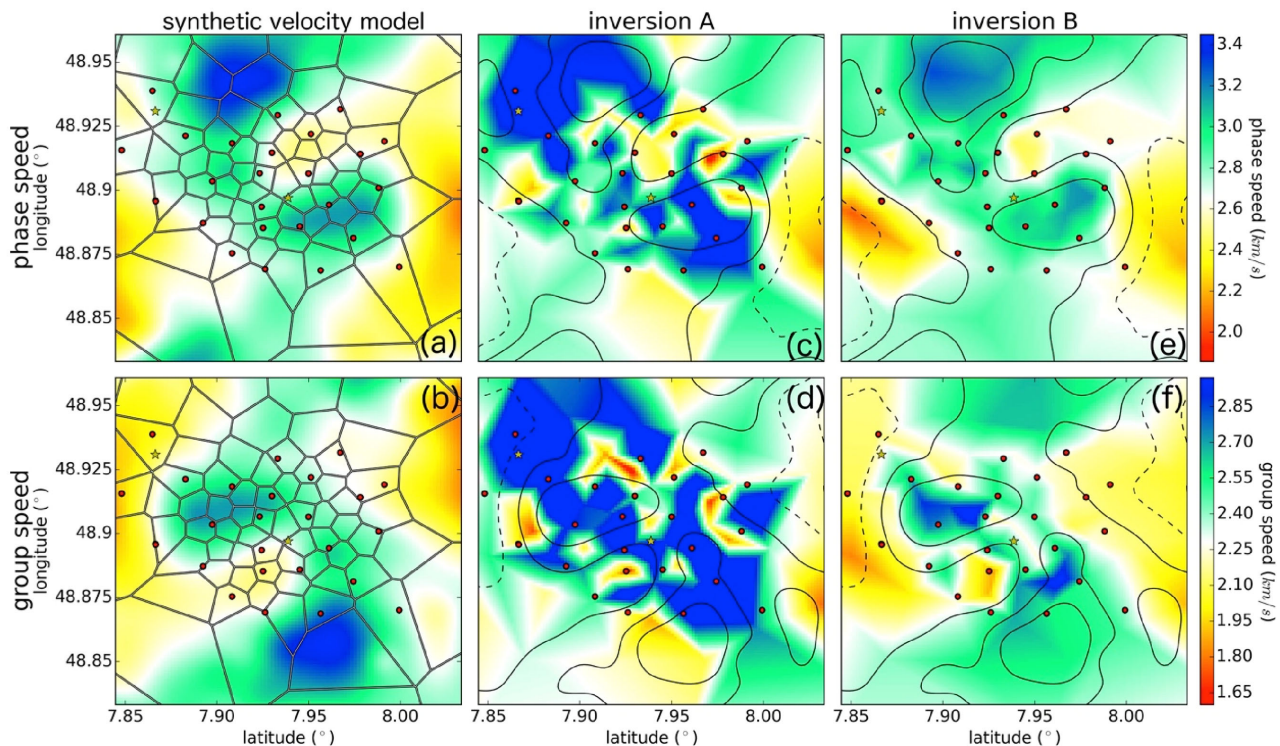 synthetic velocity model inversion A inversion B
phase speed
longitude (°)
48.95
48.925
48.9
48.875
48.85
(a)
(c)
(e)
3.4
3.2
3.0
2.8
2.6
2.4
2.2
2.0
phase speed (km/s)
group speed
longitude (°)
48.95
48.925
48.9
48.875
48.85
(b)
(d)
(f)
2.85
2.70
2.55
2.40
2.25
2.10
1.95
1.80
1.65
group speed (km/s)
7.85 7.90 7.95 8.00 7.85 7.90 7.95 8.00 7.85 7.90 7.95 8.00
latitude (°) latitude (°) latitude (°)